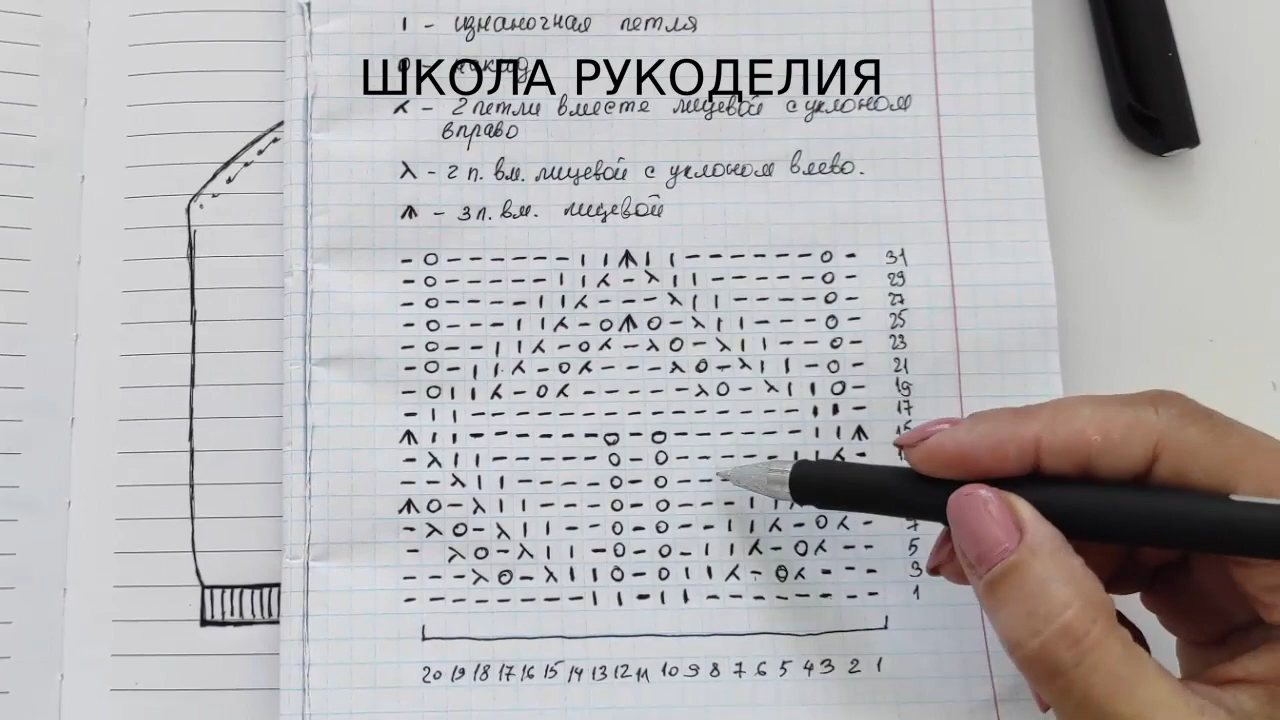 I - изнаночная петля
ШКОЛА РУКОДЕЛИЯ
⋌ - 2 петли вместе лицевой с уклоном
вправо
λ - 2 п. вм. лицевой с уклоном влево.
⩚ - 3 п. вм. лицевой
31
29
27
25
23
21
19
17
7
5
3
1
20 19 18 17 16 15 14 13 12 11 10 9 8 7 6 5 4 3 2 1